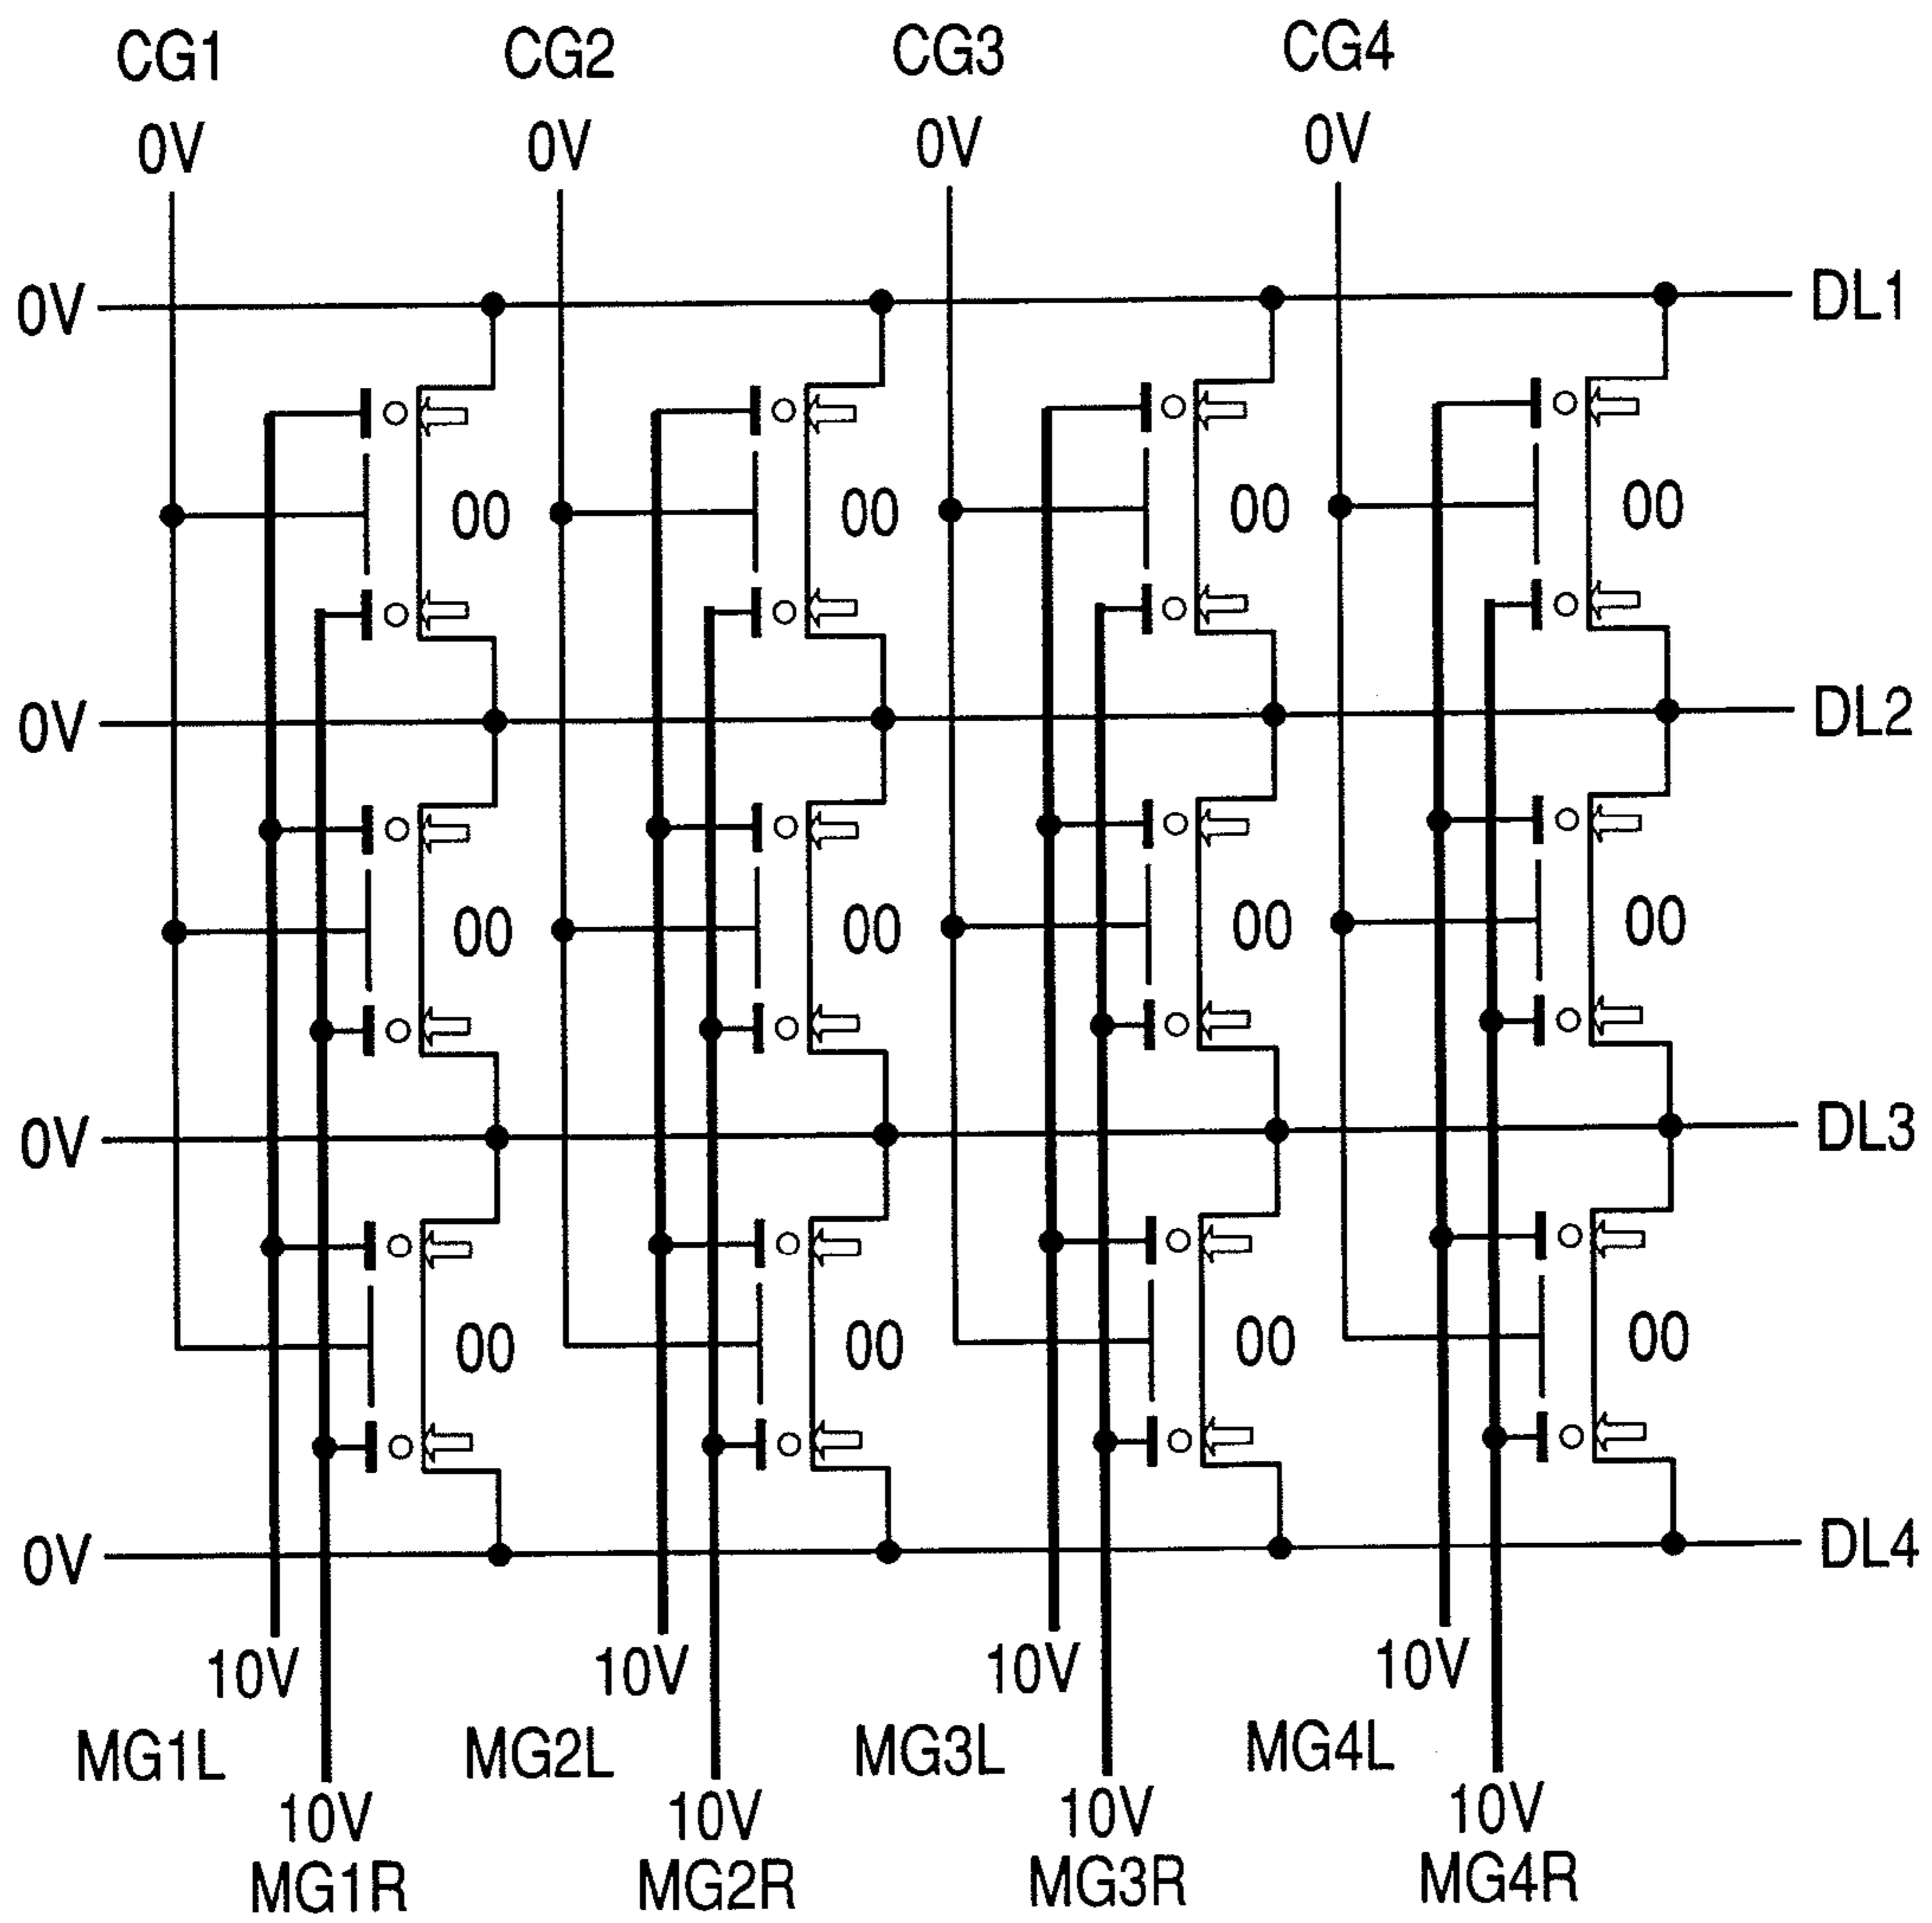 CG1 CG2 CG3 CG4
0V 0V 0V 0V
0V DL1
00 00 00 00
0V DL2
00 00 00 00
0V DL3
00 00 00 00
0V DL4
10V 10V 10V 10V
MG1L MG2L MG3L MG4L
10V 10V 10V 10V
MG1R MG2R MG3R MG4R